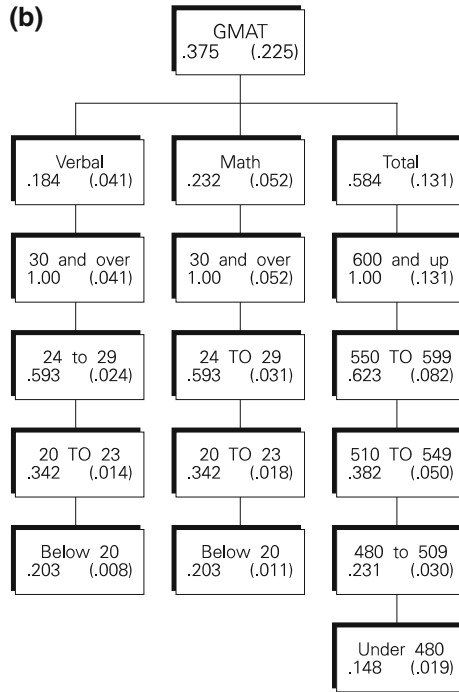 (b)
GMAT
.375 (.225)
Verbal
.184 (.041)
30 and over
1.00 (.041)
24 to 29
.593 (.024)
20 TO 23
.342 (.014)
Below 20
.203 (.008)
Math
.232 (.052)
30 and over
1.00 (.052)
24 TO 29
.593 (.031)
20 TO 23
.342 (.018)
Below 20
.203 (.011)
Total
.584 (.131)
600 and up
1.00 (.131)
550 TO 599
.623 (.082)
510 TO 549
.382 (.050)
480 to 509
.231 (.030)
Under 480
.148 (.019)